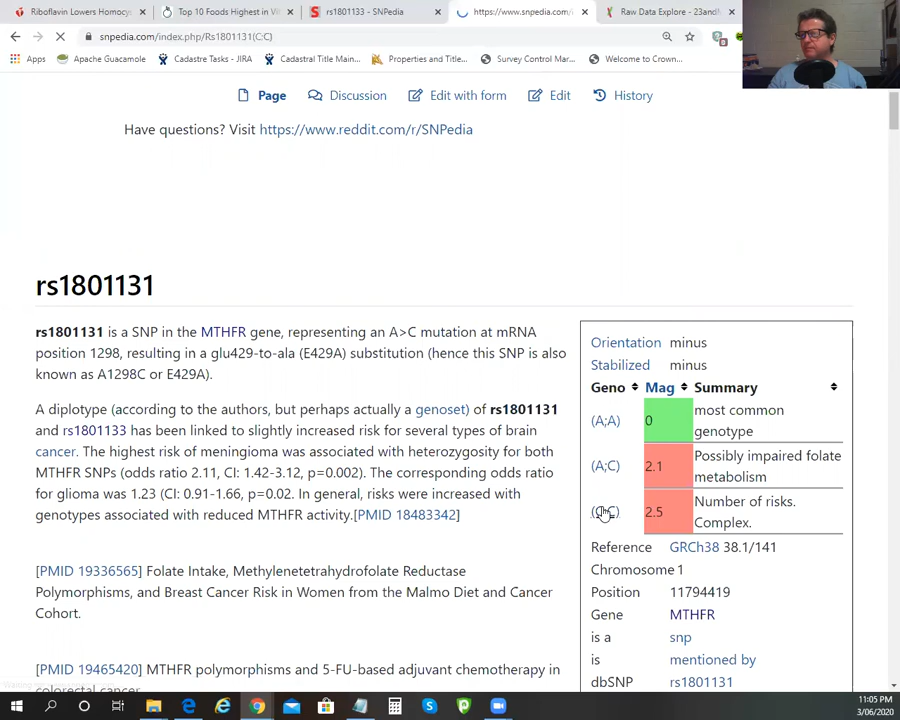 Riboflavin Lowers Homocys
Top 10 Foods Highest in Vi
rs1801133 - SNPedia
https://www.snpedia.com/in
Raw Data Explore - 23andM
snpedia.com/index.php/Rs1801131(C:C)
Apps
Apache Guacamole
Cadastre Tasks - JIRA
Cadastral Title Main...
Properties and Title...
Survey Control Mar...
Welcome to Crown...
Page
Discussion
Edit with form
Edit
History
Have questions? Visit https://www.reddit.com/r/SNPedia
rs1801131
rs1801131 is a SNP in the MTHFR gene, representing an A>C mutation at mRNA
position 1298, resulting in a glu429-to-ala (E429A) substitution (hence this SNP is also
known as A1298C or E429A).
A diplotype (according to the authors, but perhaps actually a genoset) of rs1801131
and rs1801133 has been linked to slightly increased risk for several types of brain
cancer. The highest risk of meningioma was associated with heterozygosity for both
MTHFR SNPs (odds ratio 2.11, CI: 1.42-3.12, p=0.002). The corresponding odds ratio
for glioma was 1.23 (CI: 0.91-1.66, p=0.02. In general, risks were increased with
genotypes associated with reduced MTHFR activity.[PMID 18483342]
[PMID 19336565] Folate Intake, Methylenetetrahydrofolate Reductase
Polymorphisms, and Breast Cancer Risk in Women from the Malmo Diet and Cancer
Cohort.
[PMID 19465420] MTHFR polymorphisms and 5-FU-based adjuvant chemotherapy in
colorectal cancer
Orientation minus
Stabilized minus
Geno Mag Summary
(A;A) 0 most common
genotype
(A;C) 2.1 Possibly impaired folate
metabolism
(C;C) 2.5 Number of risks.
Complex.
Reference GRCh38 38.1/141
Chromosome 1
Position 11794419
Gene MTHFR
is a snp
is mentioned by
dbSNP rs1801131
11:05 PM
3/06/2020